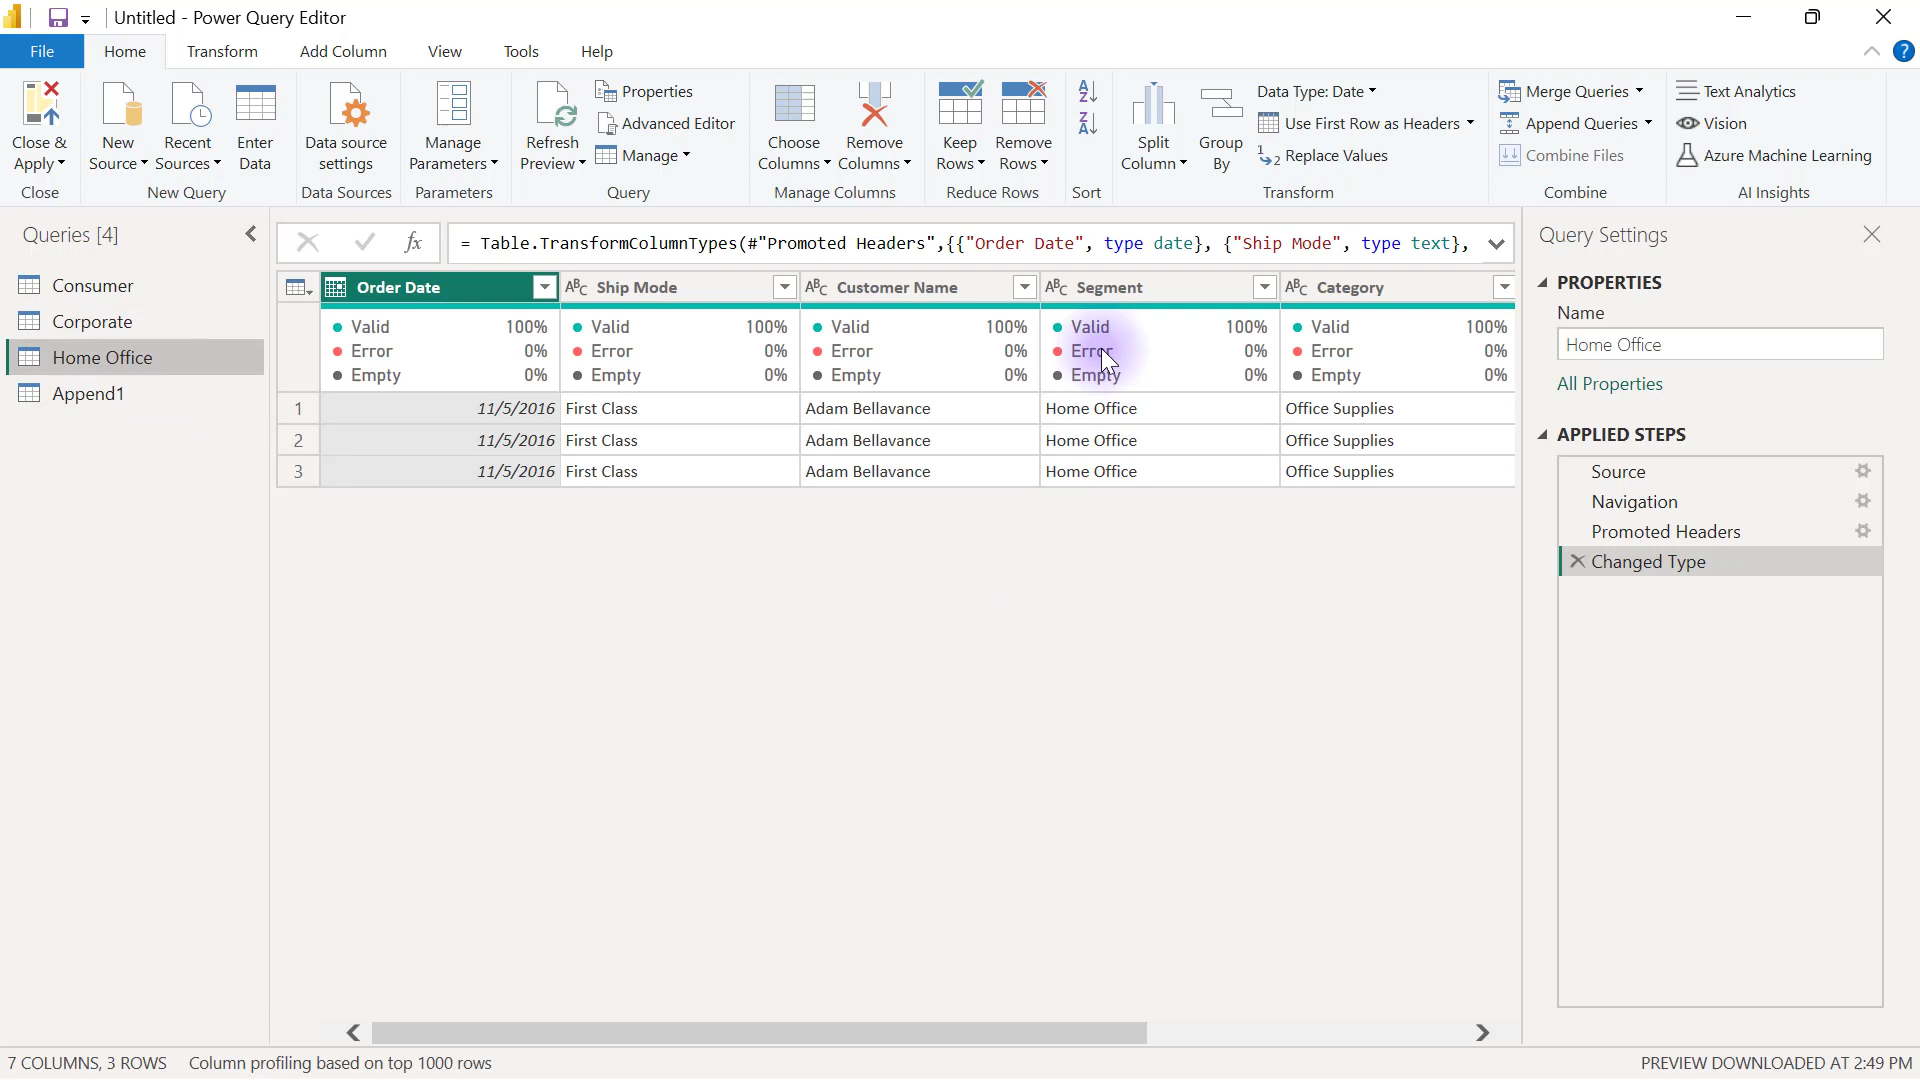 Untitled - Power Query Editor
File Home Transform Add Column View Tools Help
Close & Apply
New Source
Recent Sources
Enter Data
Data source settings
Manage Parameters
Refresh Preview
Properties
Advanced Editor
Manage
Choose Columns
Remove Columns
Keep Rows
Remove Rows
Split Column
Group By
Data Type: Date
Use First Row as Headers
Replace Values
Merge Queries
Append Queries
Combine Files
Text Analytics
Vision
Azure Machine Learning
Close New Query Data Sources Parameters Query Manage Columns Reduce Rows Sort Transform Combine AI Insights
Queries [4]
Consumer
Corporate
Home Office
Append1
fx = Table.TransformColumnTypes(#"Promoted Headers",{{"Order Date", type date}, {"Ship Mode", type text},
Order Date ABC Ship Mode ABC Customer Name ABC Segment ABC Category
Valid 100% Valid 100% Valid 100% Valid 100% Valid 100%
Error 0% Error 0% Error 0% Error 0% Error 0%
Empty 0% Empty 0% Empty 0% Empty 0% Empty 0%
1 11/5/2016 First Class Adam Bellavance Home Office Office Supplies
2 11/5/2016 First Class Adam Bellavance Home Office Office Supplies
3 11/5/2016 First Class Adam Bellavance Home Office Office Supplies
Query Settings
PROPERTIES
Name
Home Office
All Properties
APPLIED STEPS
Source
Navigation
Promoted Headers
Changed Type
7 COLUMNS, 3 ROWS Column profiling based on top 1000 rows
PREVIEW DOWNLOADED AT 2:49 PM